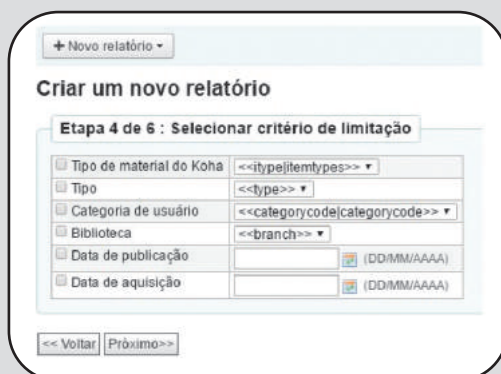 + Novo relatório
Criar um novo relatório
Etapa 4 de 6 : Selecionar critério de limitação
Tipo de material do Koha <<itype|itemtypes>>
Tipo <<type>>
Categoria de usuário <<categorycode|categorycode>>
Biblioteca <<branch>>
Data de publicação (DD/MM/AAAA)
Data de aquisição (DD/MM/AAAA)
<< Voltar Próximo>>